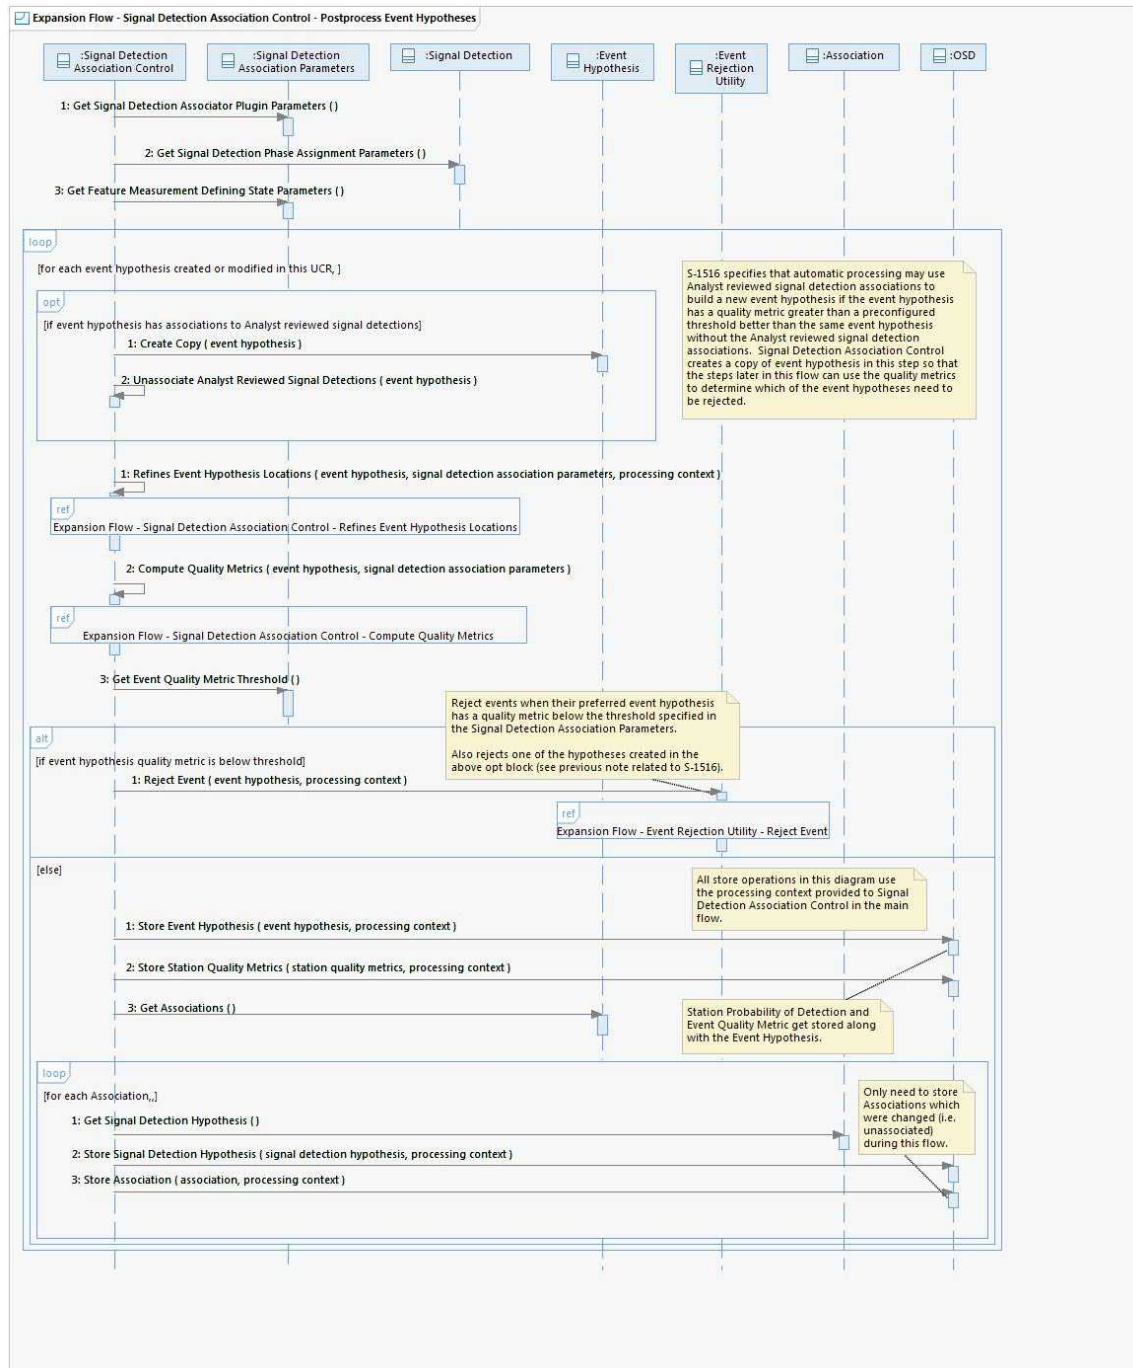 Expansion Flow - Signal Detection Association Control - Postprocess Event Hypotheses
:Signal Detection
Association Control
:Signal Detection
Association Parameters
:Signal Detection
:Event
Hypothesis
:Event
Rejection
Utility
:Association
:OSD
1: Get Signal Detection Associator Plugin Parameters ( )
2: Get Signal Detection Phase Assignment Parameters ( )
3: Get Feature Measurement Defining State Parameters ( )
loop
[for each event hypothesis created or modified in this UCR, ]
S-1516 specifies that automatic processing may use
Analyst reviewed signal detection associations to
build a new event hypothesis if the event hypothesis
has a quality metric greater than a preconfigured
threshold better than the same event hypothesis
without the Analyst reviewed signal detection
associations.  Signal Detection Association Control
creates a copy of event hypothesis in this step so that
the steps later in this flow can use the quality metrics
to determine which of the event hypotheses need to
be rejected.
opt
[if event hypothesis has associations to Analyst reviewed signal detections]
1: Create Copy ( event hypothesis )
2: Unassociate Analyst Reviewed Signal Detections ( event hypothesis )
1: Refines Event Hypothesis Locations ( event hypothesis, signal detection association parameters, processing context )
ref
Expansion Flow - Signal Detection Association Control - Refines Event Hypothesis Locations
2: Compute Quality Metrics ( event hypothesis, signal detection association parameters )
ref
Expansion Flow - Signal Detection Association Control - Compute Quality Metrics
3: Get Event Quality Metric Threshold ( )
Reject events when their preferred event hypothesis
has a quality metric below the threshold specified in
the Signal Detection Association Parameters.
Also rejects one of the hypotheses created in the
above opt block (see previous note related to S-1516).
alt
[if event hypothesis quality metric is below threshold]
1: Reject Event ( event hypothesis, processing context )
ref
Expansion Flow - Event Rejection Utility - Reject Event
[else]
All store operations in this diagram use
the processing context provided to Signal
Detection Association Control in the main
flow.
1: Store Event Hypothesis ( event hypothesis, processing context )
2: Store Station Quality Metrics ( station quality metrics, processing context )
3: Get Associations ( )
Station Probability of Detection and
Event Quality Metric get stored along
with the Event Hypothesis.
loop
[for each Association,,]
Only need to store
Associations which
were changed (i.e.
unassociated)
during this flow.
1: Get Signal Detection Hypothesis ( )
2: Store Signal Detection Hypothesis ( signal detection hypothesis, processing context )
3: Store Association ( association, processing context )